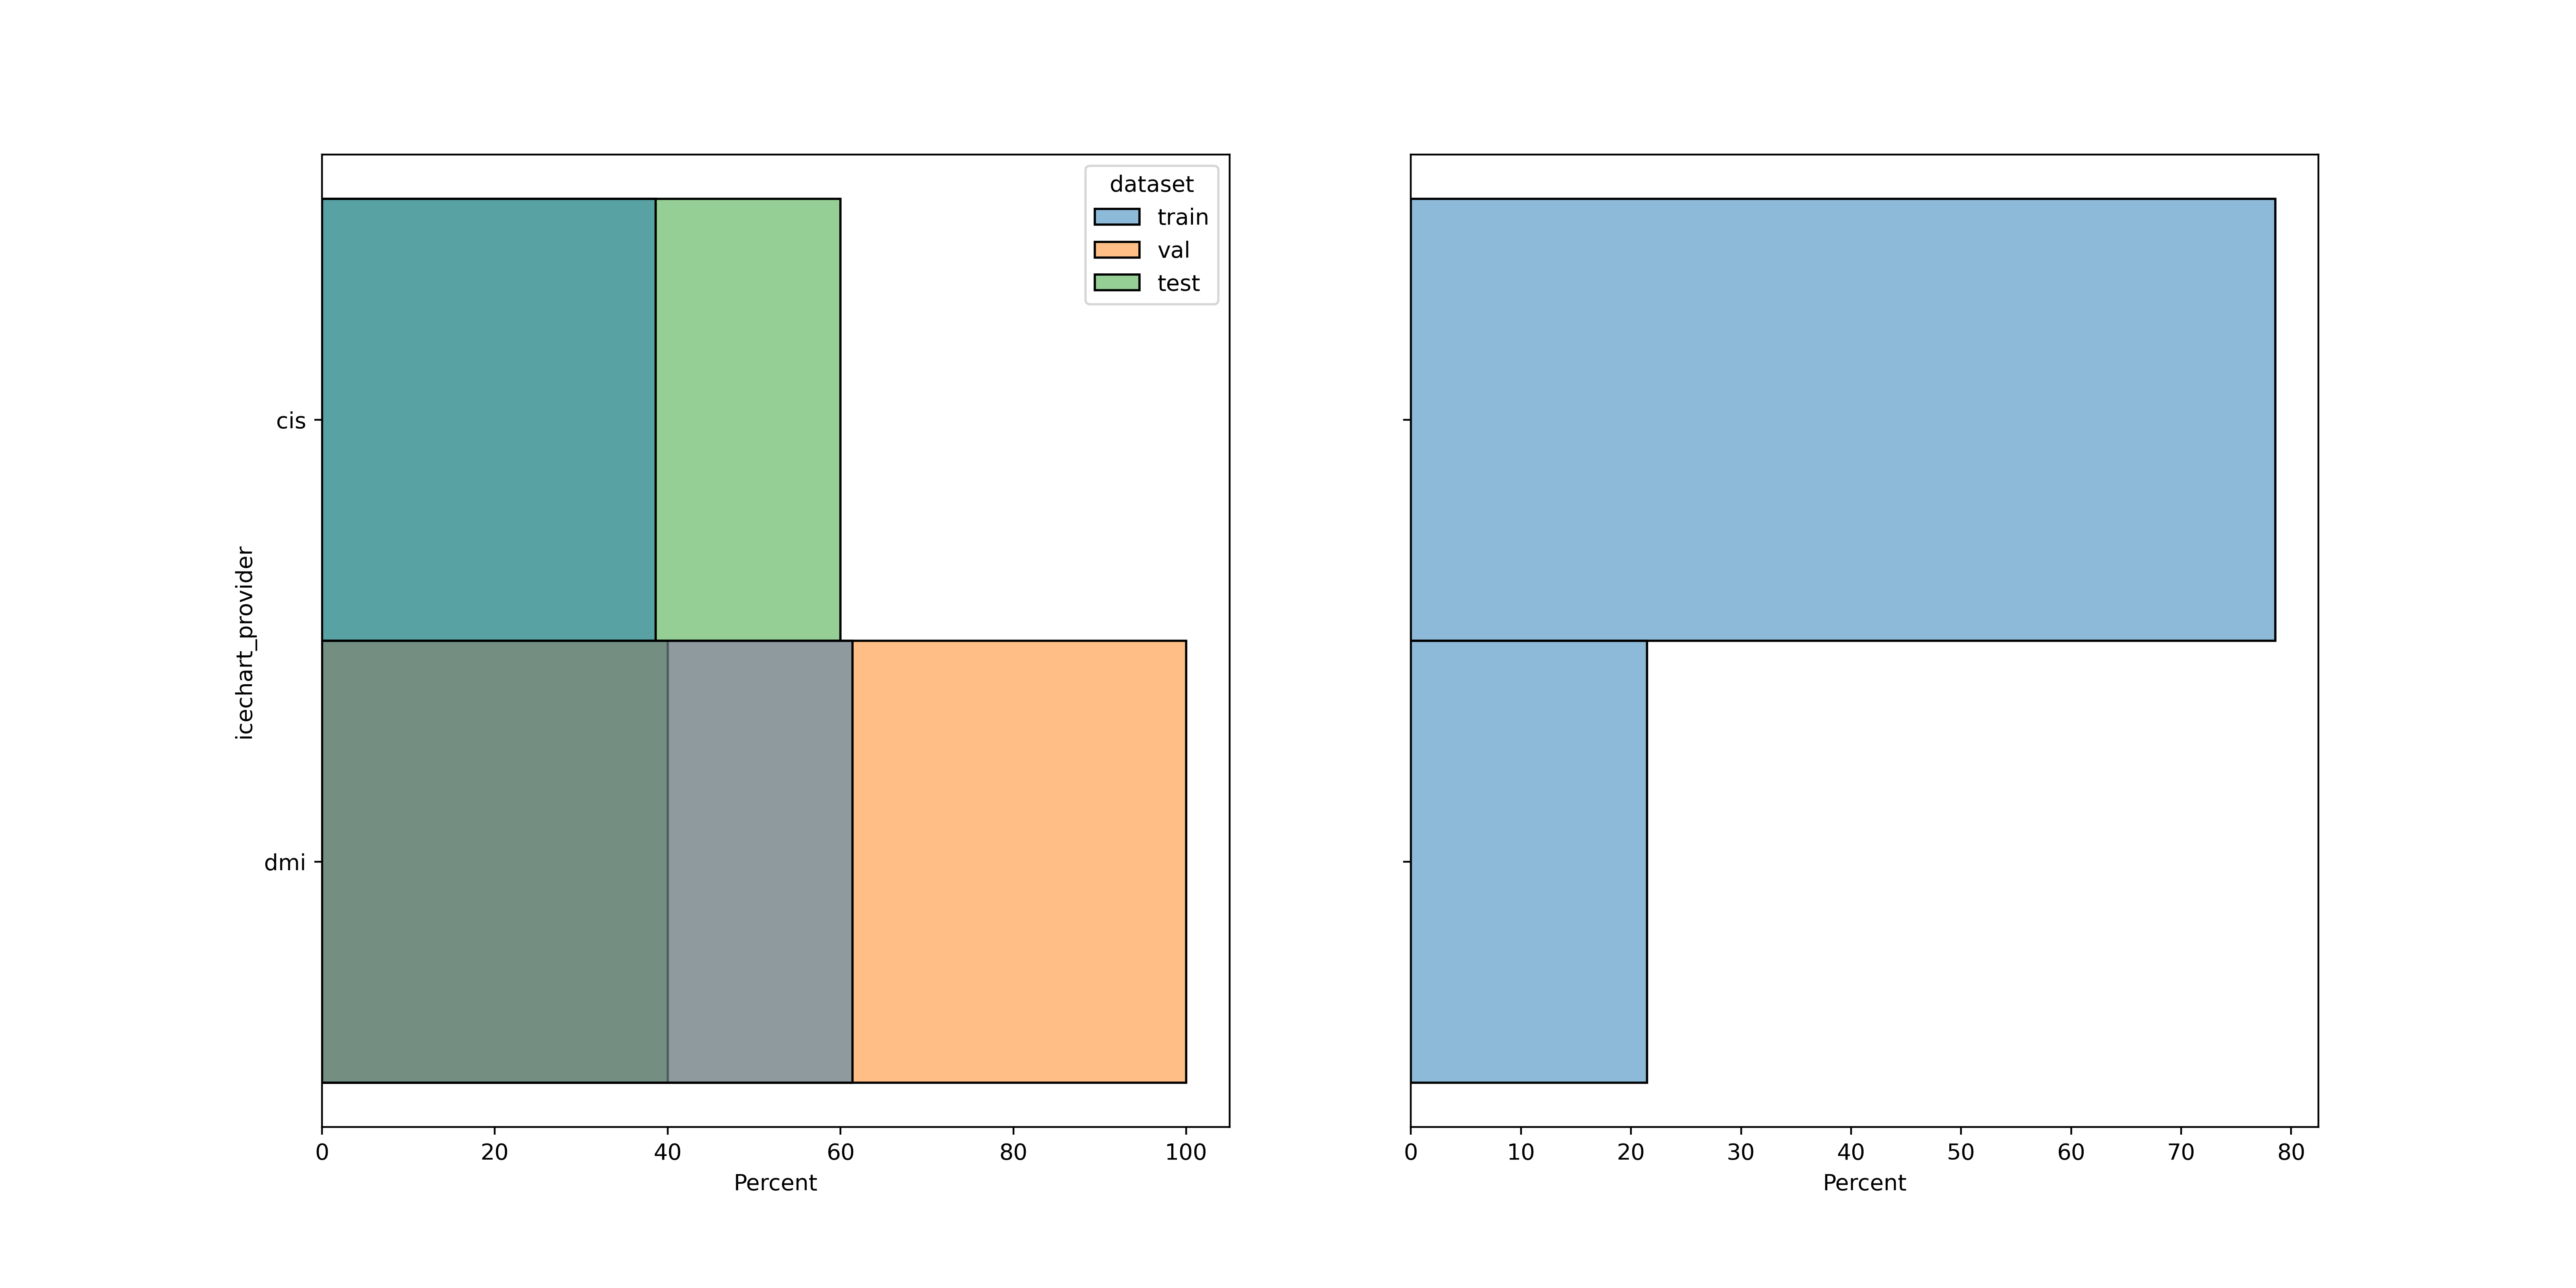 dataset
train
val
test
cis
dmi
icechart_provider
0 20 40 60 80 100
Percent
0 10 20 30 40 50 60 70 80
Percent